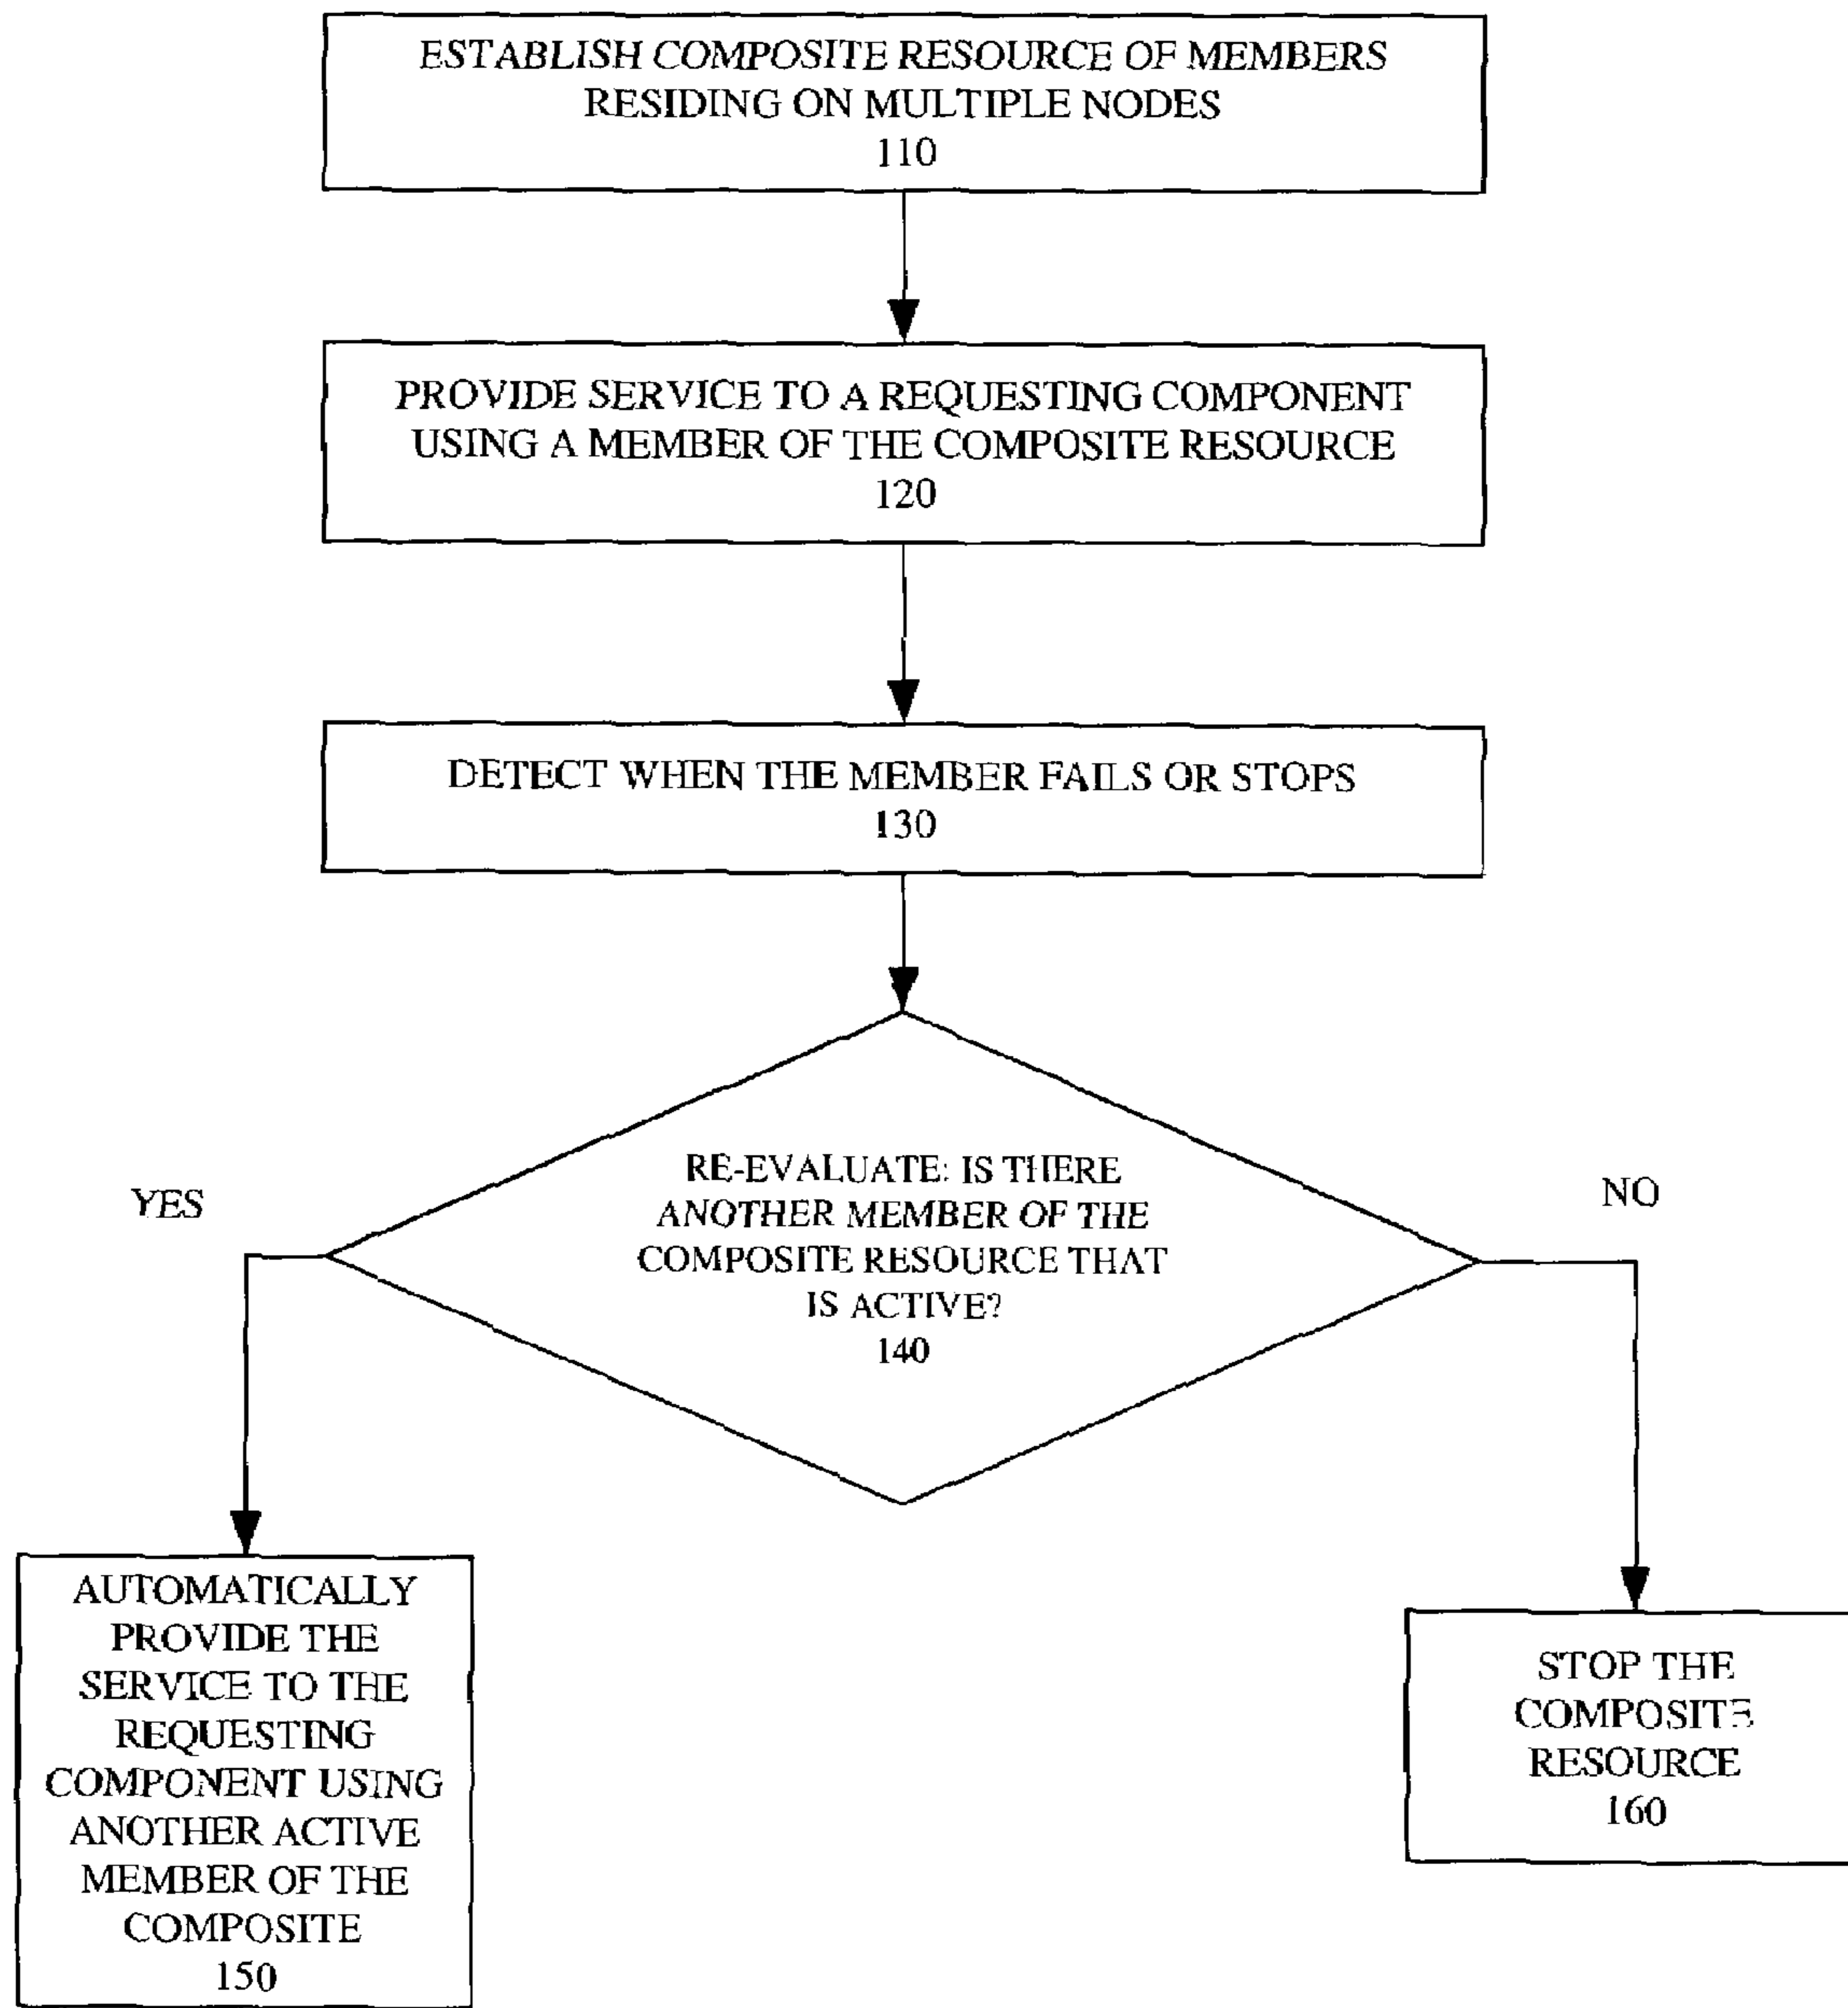 ESTABLISH COMPOSITE RESOURCE OF MEMBERS
RESIDING ON MULTIPLE NODES
110
PROVIDE SERVICE TO A REQUESTING COMPONENT
USING A MEMBER OF THE COMPOSITE RESOURCE
120
DETECT WHEN THE MEMBER FAILS OR STOPS
130
RE-EVALUATE: IS THERE
ANOTHER MEMBER OF THE
COMPOSITE RESOURCE THAT
IS ACTIVE?
140
YES
NO
AUTOMATICALLY
PROVIDE THE
SERVICE TO THE
REQUESTING
COMPONENT USING
ANOTHER ACTIVE
MEMBER OF THE
COMPOSITE
150
STOP THE
COMPOSITE
RESOURCE
160